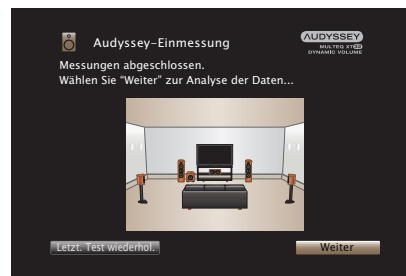 Audyssey-Einmessung
AUDYSSEY
MULTEQ XT32
DYNAMIC VOLUME
Messungen abgeschlossen.
Wählen Sie "Weiter" zur Analyse der Daten...
Letzt. Test wiederhol.
Weiter